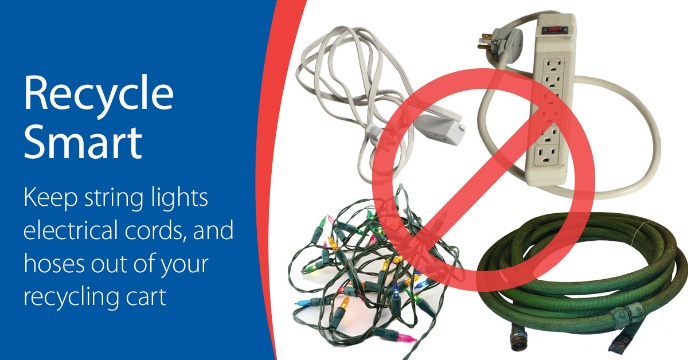 Recycle
Smart
Keep string lights
electrical cords, and
hoses out of your
recycling cart